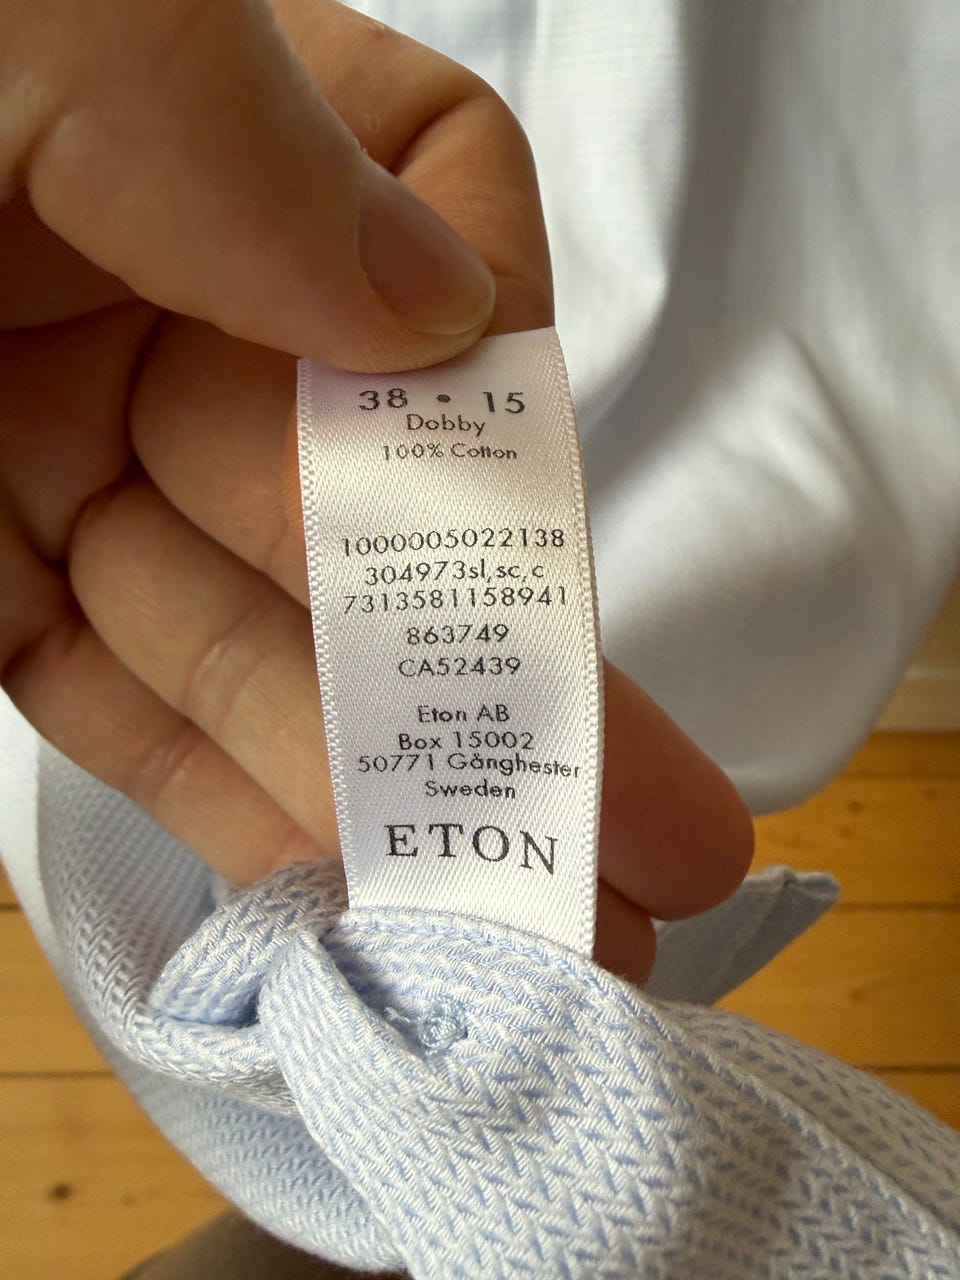 38 • 15
Dobby
100% Cotton
1000005022138
304973sl,sc,c
7313581158941
863749
CA52439
Eton AB
Box 15002
50771 Gånghester
Sweden
ETON